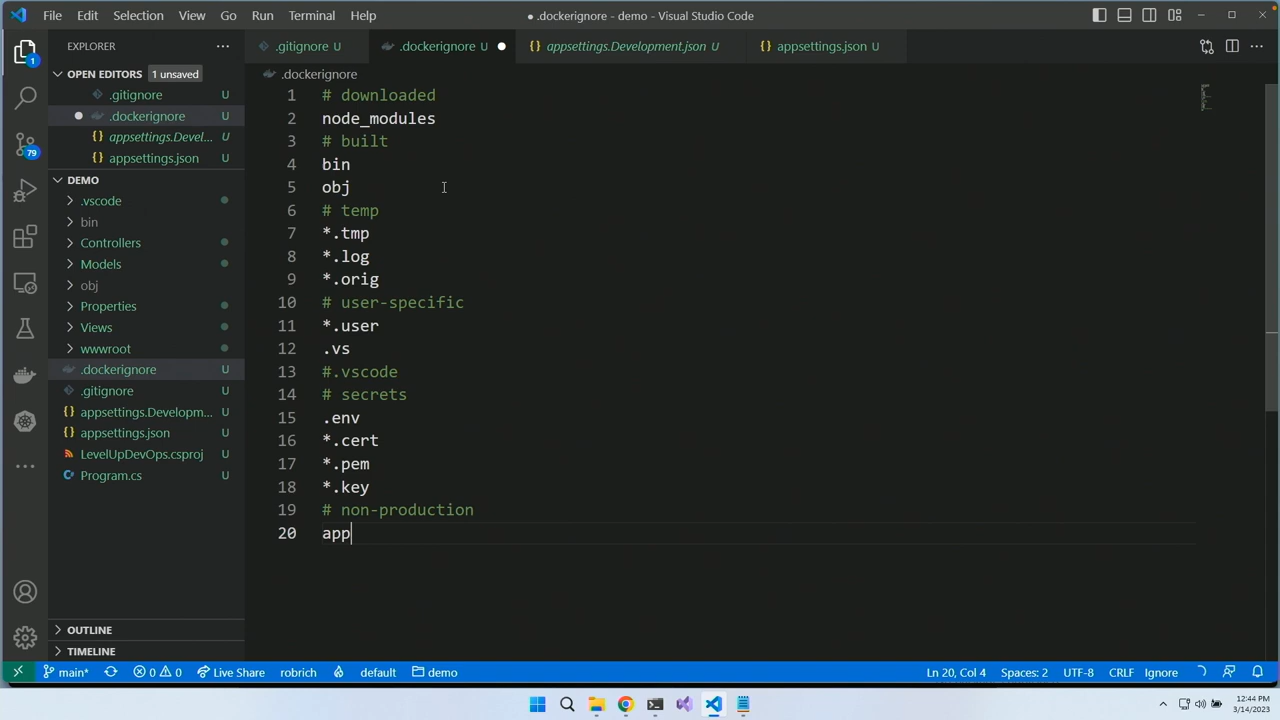 File Edit Selection View Go Run Terminal Help
● .dockerignore - demo - Visual Studio Code
EXPLORER
OPEN EDITORS 1 unsaved
.gitignore U
.dockerignore U
appsettings.Devel... U
appsettings.json U
DEMO
.vscode
bin
Controllers
Models
obj
Properties
Views
wwwroot
.dockerignore U
.gitignore U
appsettings.Developm... U
appsettings.json U
LevelUpDevOps.csproj U
Program.cs U
OUTLINE
TIMELINE
1
79
.gitignore U .dockerignore U appsettings.Development.json U appsettings.json U
.dockerignore
1 # downloaded
2 node_modules
3 # built
4 bin
5 obj
6 # temp
7 *.tmp
8 *.log
9 *.orig
10 # user-specific
11 *.user
12 .vs
13 #.vscode
14 # secrets
15 .env
16 *.cert
17 *.pem
18 *.key
19 # non-production
20 app
main* 0 0 Live Share robrich default demo Ln 20, Col 4 Spaces: 2 UTF-8 CRLF Ignore
12:44 PM
3/14/2023